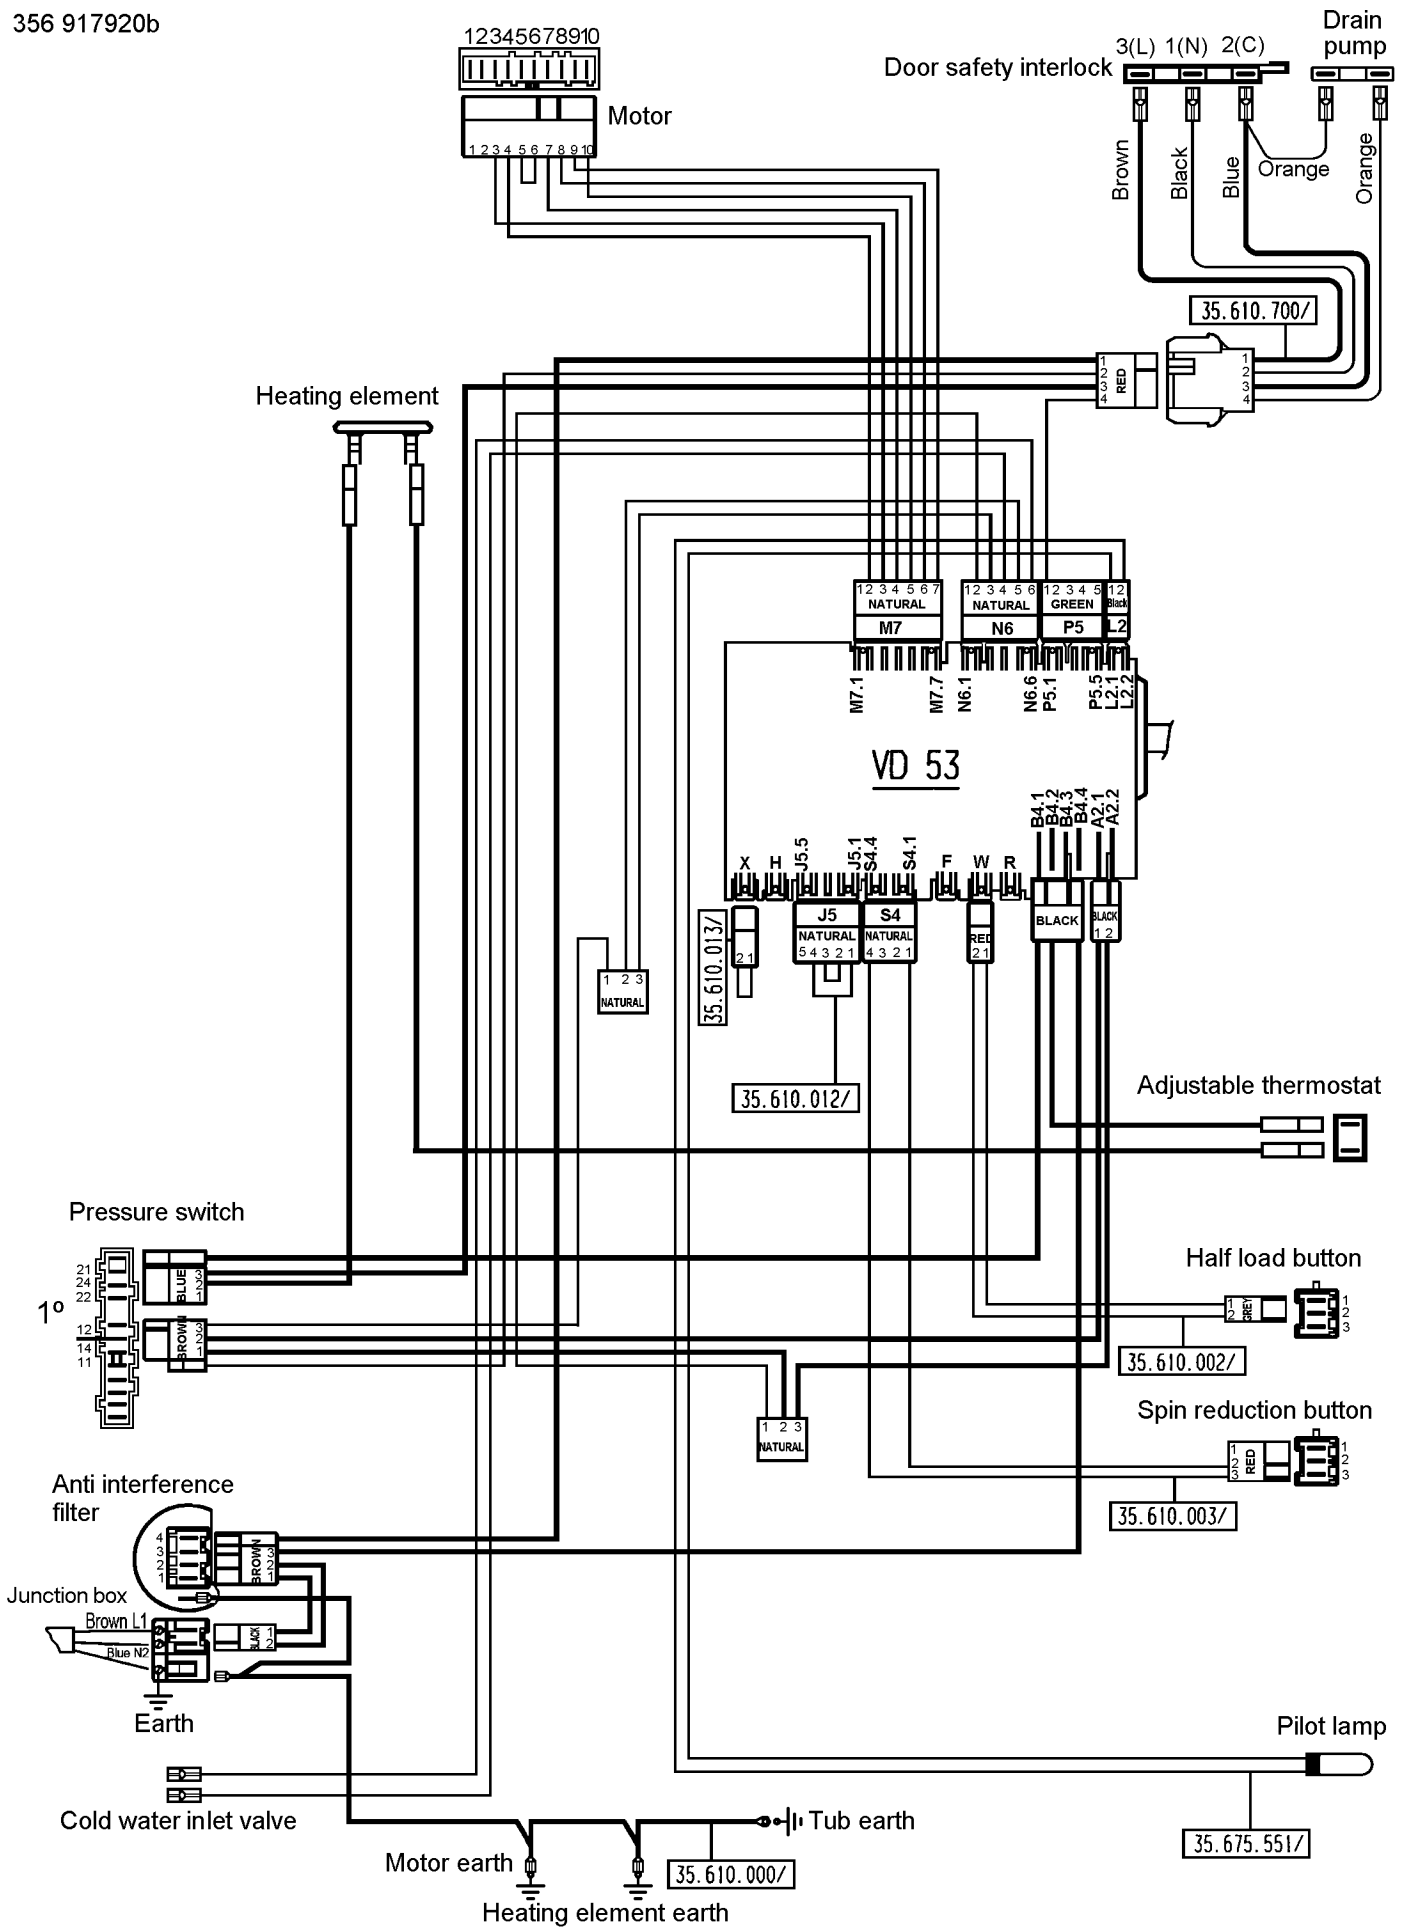 356 917920b
12345678910
Motor
1 2 3 4 5 6 7 8 9 10
Door safety interlock
3(L) 1(N) 2(C)
Drain
pump
Brown
Black
Blue
Orange
Orange
35.610.700/
1
2
3
4
RED
1
2
3
4
Heating element
1 2 3 4 5 6 7
NATURAL
M7
1 2 3 4 5 6
NATURAL
N6
1 2 3 4 5
GREEN
P5
1 2
Black
L2
M7.1
M7.7
N6.1
N6.6
P5.1
P5.5
L2.1
L2.2
VD 53
B4.1
B4.2
B4.3
B4.4
A2.1
A2.2
X
H
J5.5
J5.1
S4.4
S4.1
F
W
R
35.610.013/
2 1
J5
NATURAL
5 4 3 2 1
S4
NATURAL
4 3 2 1
RED
2 1
BLACK
BLACK
1 2
1 2 3
NATURAL
35.610.012/
Adjustable thermostat
Pressure switch
21
24
22
1º
12
14
11
BLUE
3
2
1
BROWN
3
2
1
Half load button
1
2
GREY
1
2
3
35.610.002/
Spin reduction button
1
2
3
RED
1
2
3
35.610.003/
1 2 3
NATURAL
Anti interference
filter
4
3
2
1
BROWN
3
2
1
Junction box
Brown L1
Blue N2
BLACK
1
2
Earth
Cold water inlet valve
Motor earth
Heating element earth
Tub earth
35.610.000/
Pilot lamp
35.675.551/